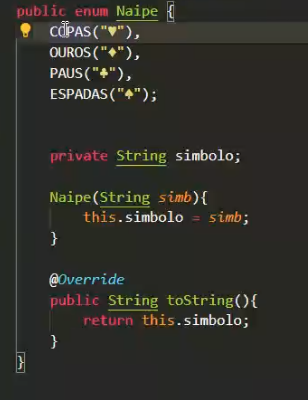 public enum Naipe {
COPAS("♥"),
OUROS("♦"),
PAUS("♣"),
ESPADAS("♠");
private String simbolo;
Naipe(String simb){
this.simbolo = simb;
}
@Override
public String toString(){
return this.simbolo;
}
}